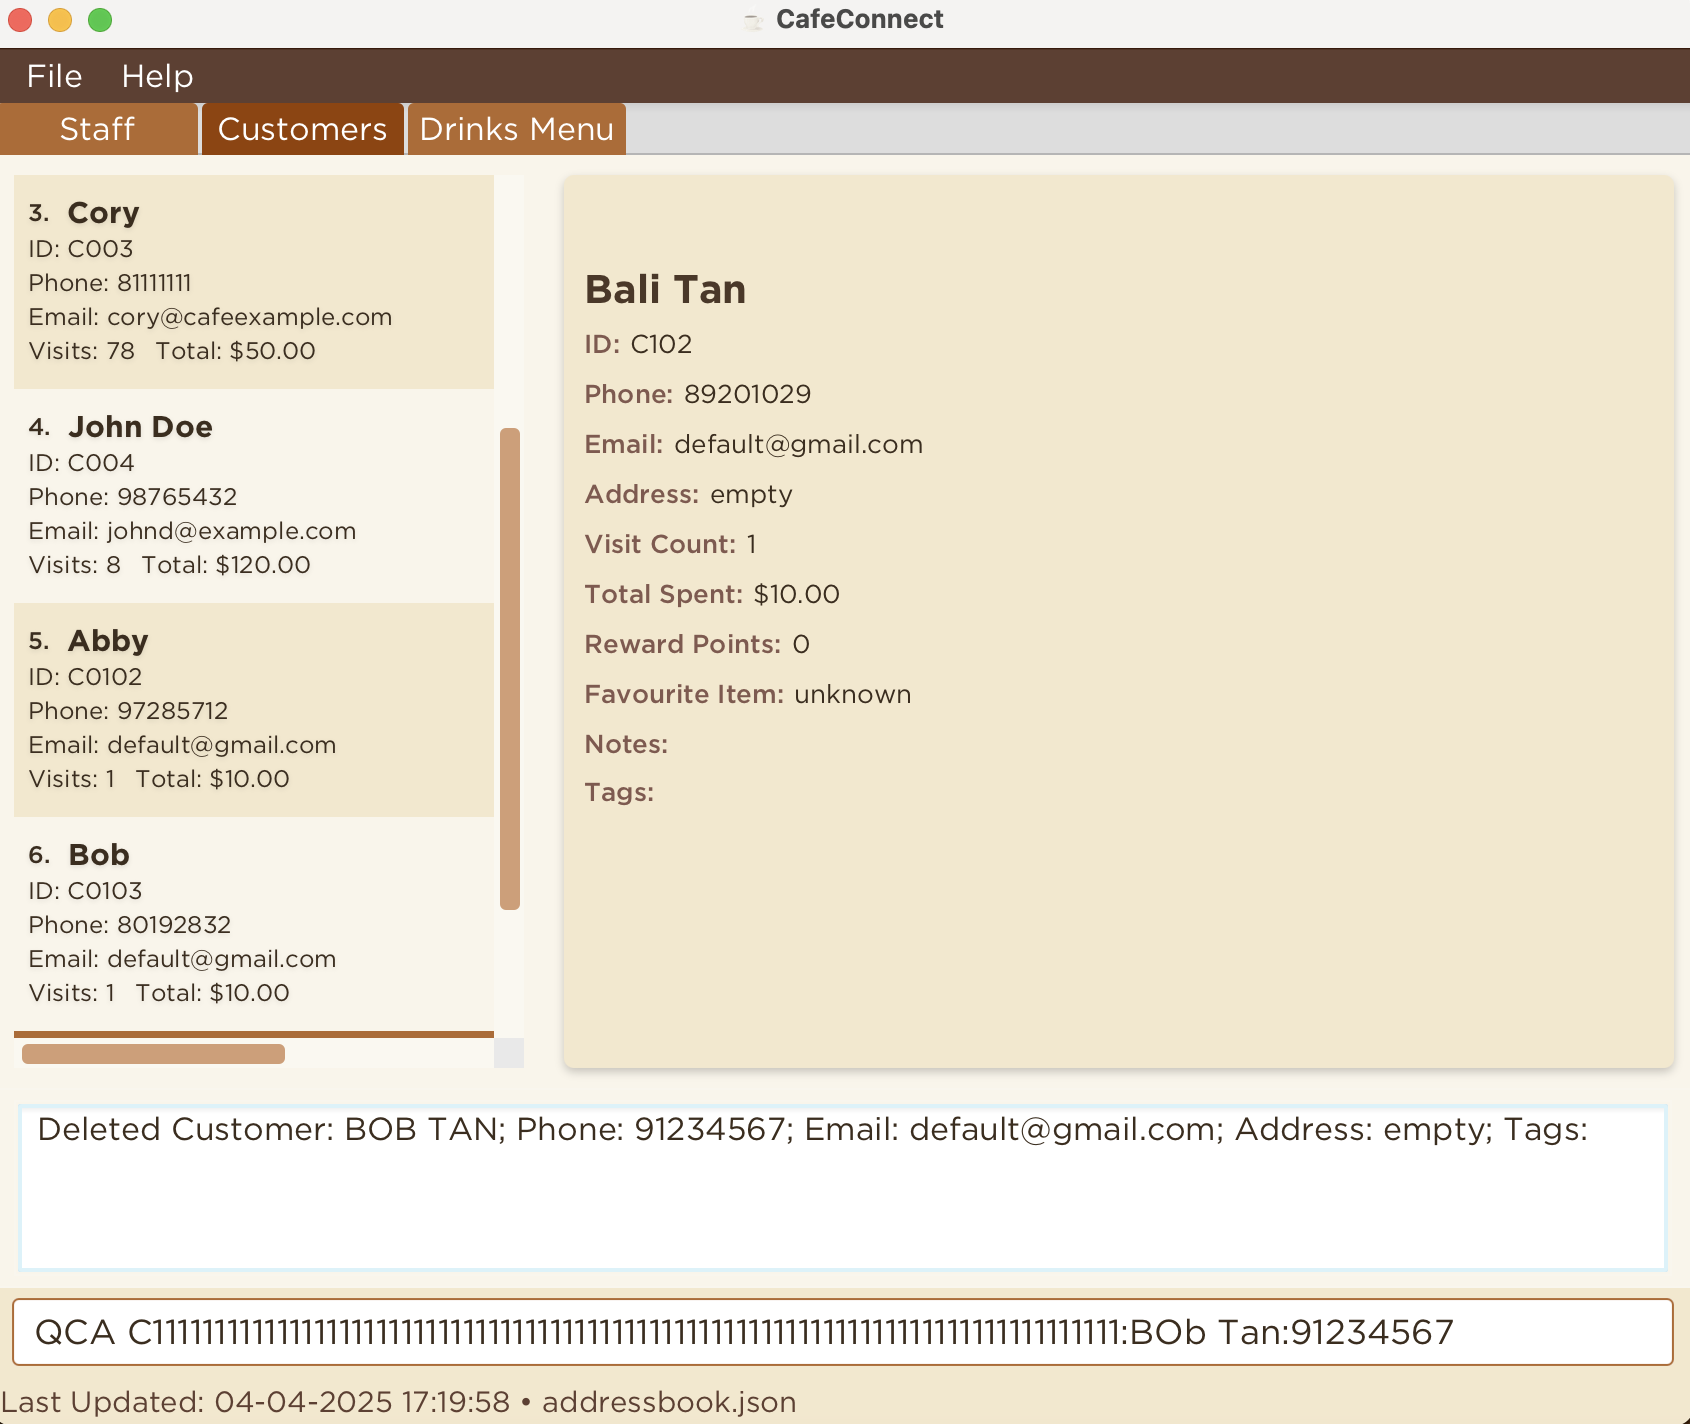 CafeConnect
File Help
Staff Customers Drinks Menu
3. Cory
ID: C003
Phone: 81111111
Email: cory@cafeexample.com
Visits: 78 Total: $50.00
4. John Doe
ID: C004
Phone: 98765432
Email: johnd@example.com
Visits: 8 Total: $120.00
5. Abby
ID: C0102
Phone: 97285712
Email: default@gmail.com
Visits: 1 Total: $10.00
6. Bob
ID: C0103
Phone: 80192832
Email: default@gmail.com
Visits: 1 Total: $10.00
Bali Tan
ID: C102
Phone: 89201029
Email: default@gmail.com
Address: empty
Visit Count: 1
Total Spent: $10.00
Reward Points: 0
Favourite Item: unknown
Notes:
Tags:
Deleted Customer: BOB TAN; Phone: 91234567; Email: default@gmail.com; Address: empty; Tags:
QCA C111111111111111111111111111111111111111111111111111111111111111111111111111111:BOb Tan:91234567
Last Updated: 04-04-2025 17:19:58 • addressbook.json